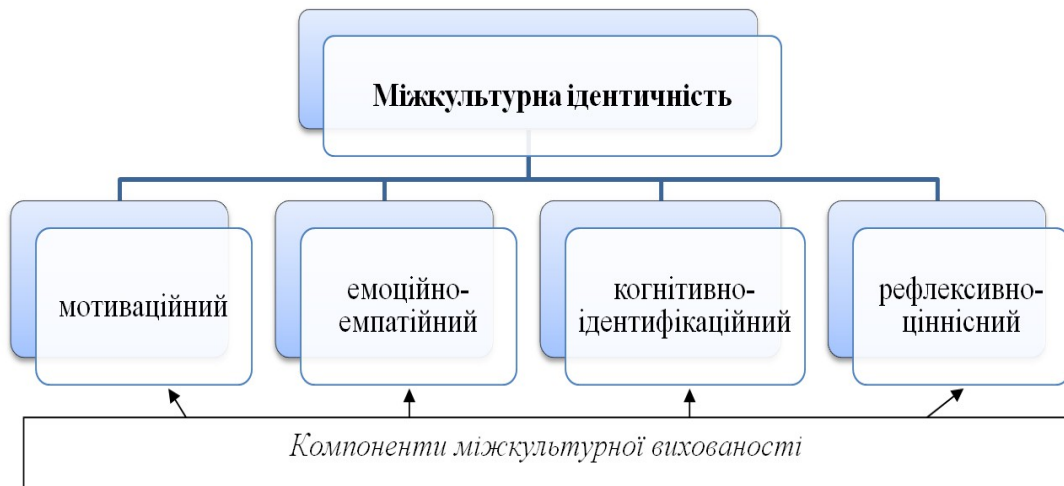 Міжкультурна ідентичність
мотиваційний
емоційно-
емпатійний
когнітивно-
ідентифікаційний
рефлексивно-
ціннісний
Компоненти міжкультурної вихованості